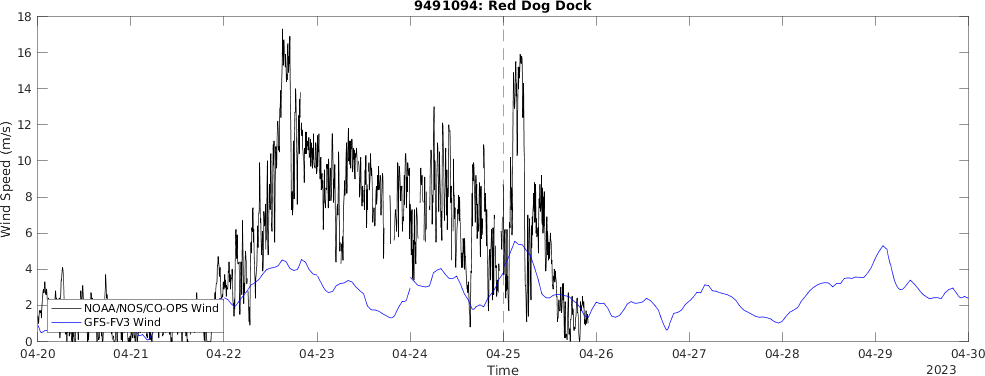 9491094: Red Dog Dock
18
16
14
12
10
8
6
4
2
0
Wind Speed (m/s)
NOAA/NOS/CO-OPS Wind
GFS-FV3 Wind
04-20 04-21 04-22 04-23 04-24 04-25 04-26 04-27 04-28 04-29 04-30
Time
2023